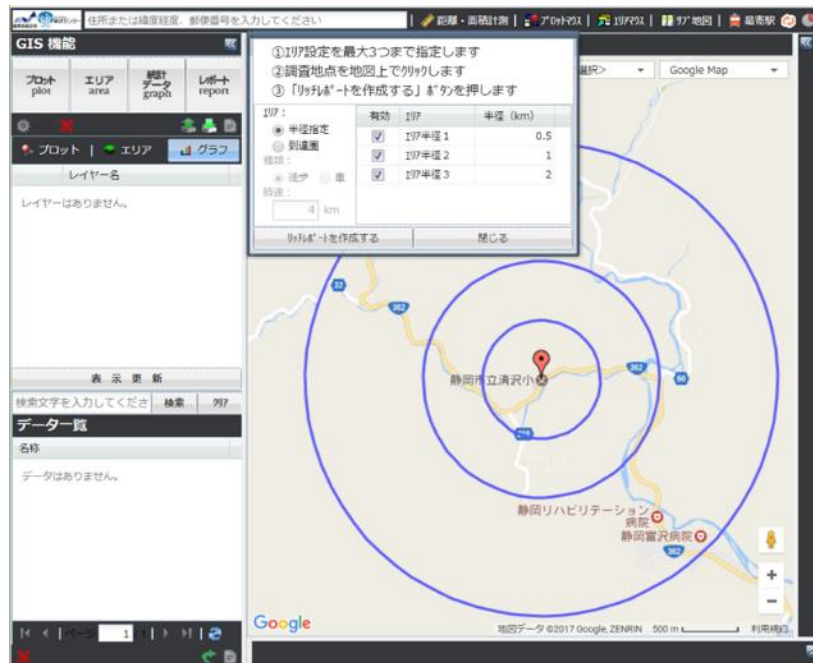 住所または緯度経度、郵便番号を入力してください
距離・面積計測 | ﾌﾟﾛｯﾄﾏｳｽ | ｴﾘｱﾏｳｽ | ﾘｱﾙ地図 | 最寄駅
GIS 機能
ﾌﾟﾛｯﾄ plot
エリア area
統計データ graph
ﾚﾎﾟｰﾄ report
プロット | エリア グラフ
レイヤー名
レイヤーはありません。
表 示 更 新
検索文字を入力してくださ 検索 ｸﾘｱ
データ一覧
名称
データはありません。
1
①ｴﾘｱ設定を最大3つまで指定します
②調査地点を地図上でｸﾘｯｸします
③「ﾘｯﾁﾚﾎﾟｰﾄを作成する」ﾎﾞﾀﾝを押します
ｴﾘｱ：
半径指定
到達圏
種類：
徒歩 車
時速：
4 km
有効 ｴﾘｱ 半径 (km)
ｴﾘｱ半径 1 0.5
ｴﾘｱ半径 2 1
ｴﾘｱ半径 3 2
ﾘｯﾁﾚﾎﾟｰﾄを作成する 閉じる
選択>
Google Map
32
362
362
60
静岡市立清沢小
静岡リハビリテーション
病院
静岡富沢病院
362
+
−
Google
地図データ ©2017 Google, ZENRIN 500 m 利用規約